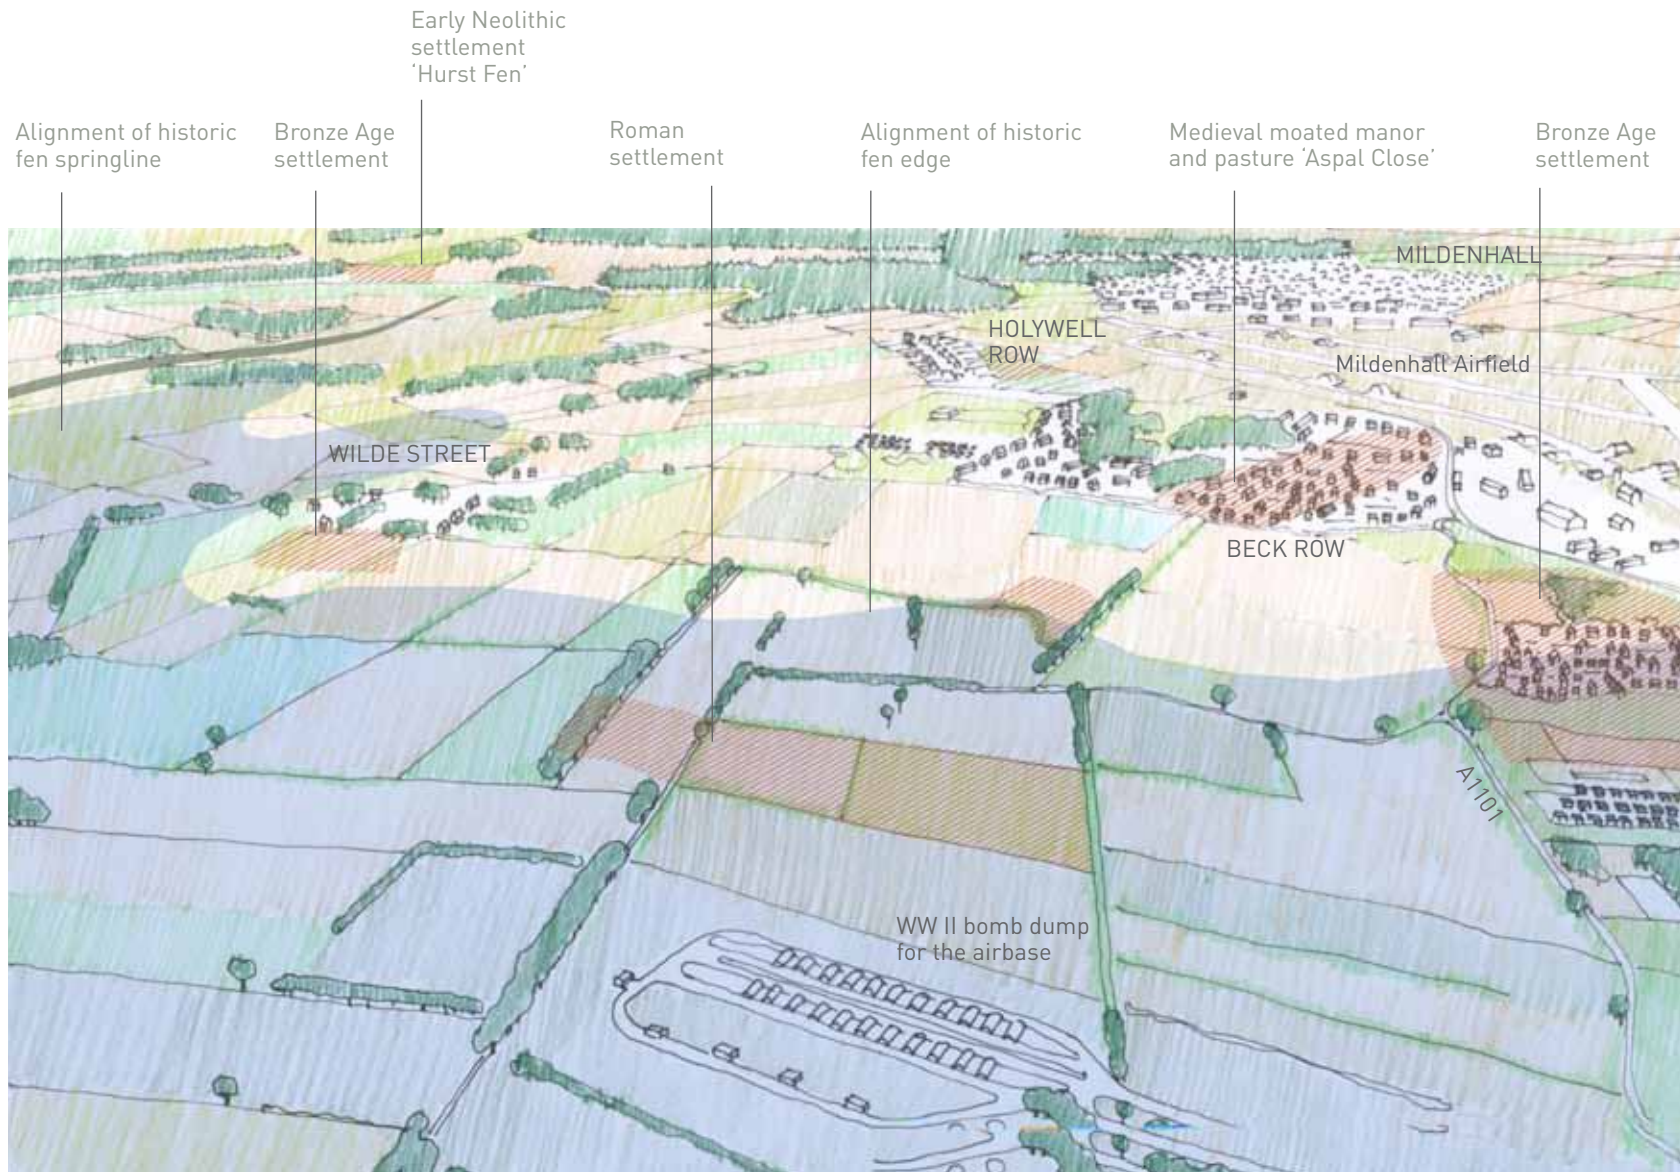 Early Neolithic
settlement
‘Hurst Fen’
Alignment of historic
fen springline
Bronze Age
settlement
Roman
settlement
Alignment of historic
fen edge
Medieval moated manor
and pasture ‘Aspal Close’
Bronze Age
settlement
MILDENHALL
HOLYWELL
ROW
Mildenhall Airfield
WILDE STREET
BECK ROW
A1101
WW II bomb dump
for the airbase